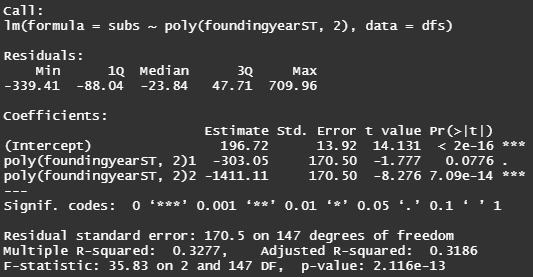 Call:
lm(formula = subs ~ poly(foundingyearST, 2), data = dfs)
Residuals:
Min 1Q Median 3Q Max
-339.41 -88.04 -23.84 47.71 709.96
Coefficients:
Estimate Std. Error t value Pr(>|t|)
(Intercept) 196.72 13.92 14.131 < 2e-16 ***
poly(foundingyearST, 2)1 -303.05 170.50 -1.777 0.0776 .
poly(foundingyearST, 2)2 -1411.11 170.50 -8.276 7.09e-14 ***
---
Signif. codes: 0 ‘***’ 0.001 ‘**’ 0.01 ‘*’ 0.05 ‘.’ 0.1 ‘ ’ 1
Residual standard error: 170.5 on 147 degrees of freedom
Multiple R-squared: 0.3277, Adjusted R-squared: 0.3186
F-statistic: 35.83 on 2 and 147 DF, p-value: 2.116e-13